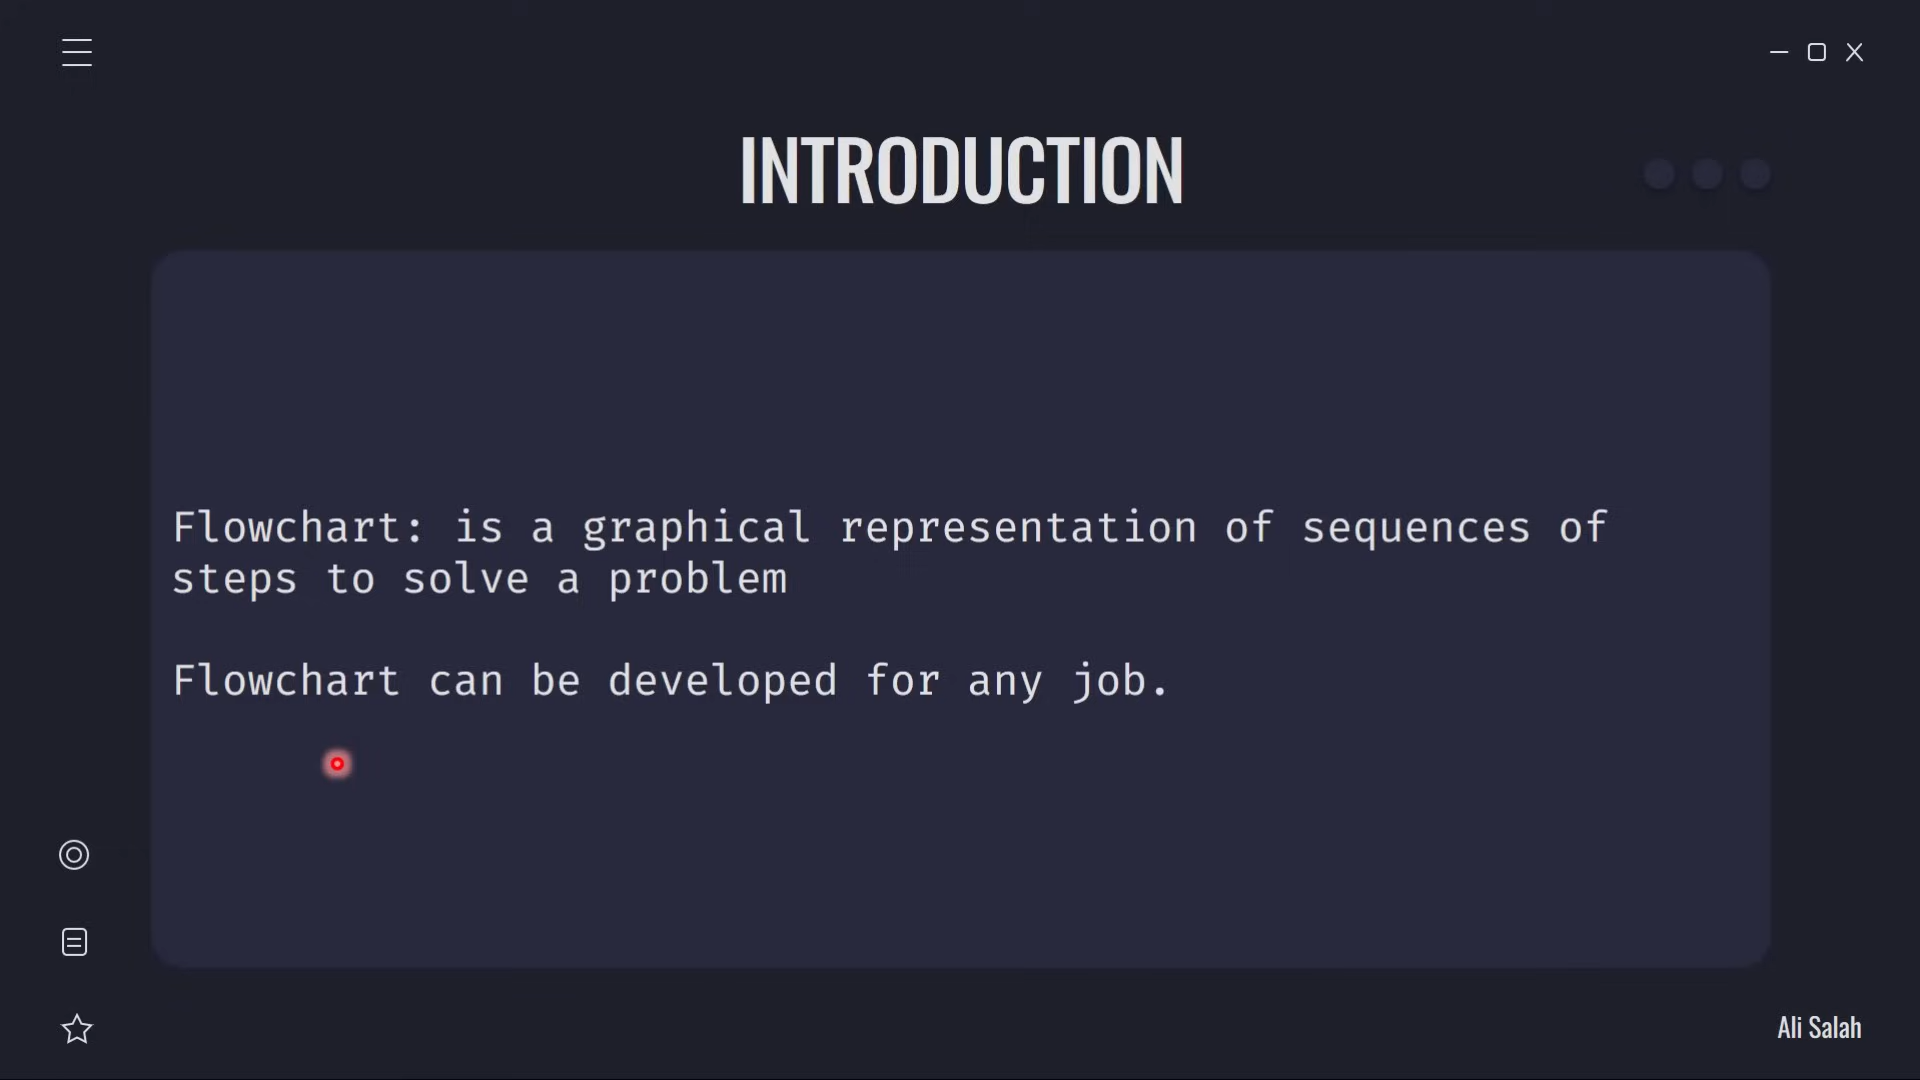 INTRODUCTION
Flowchart: is a graphical representation of sequences of
steps to solve a problem
Flowchart can be developed for any job.
Ali Salah